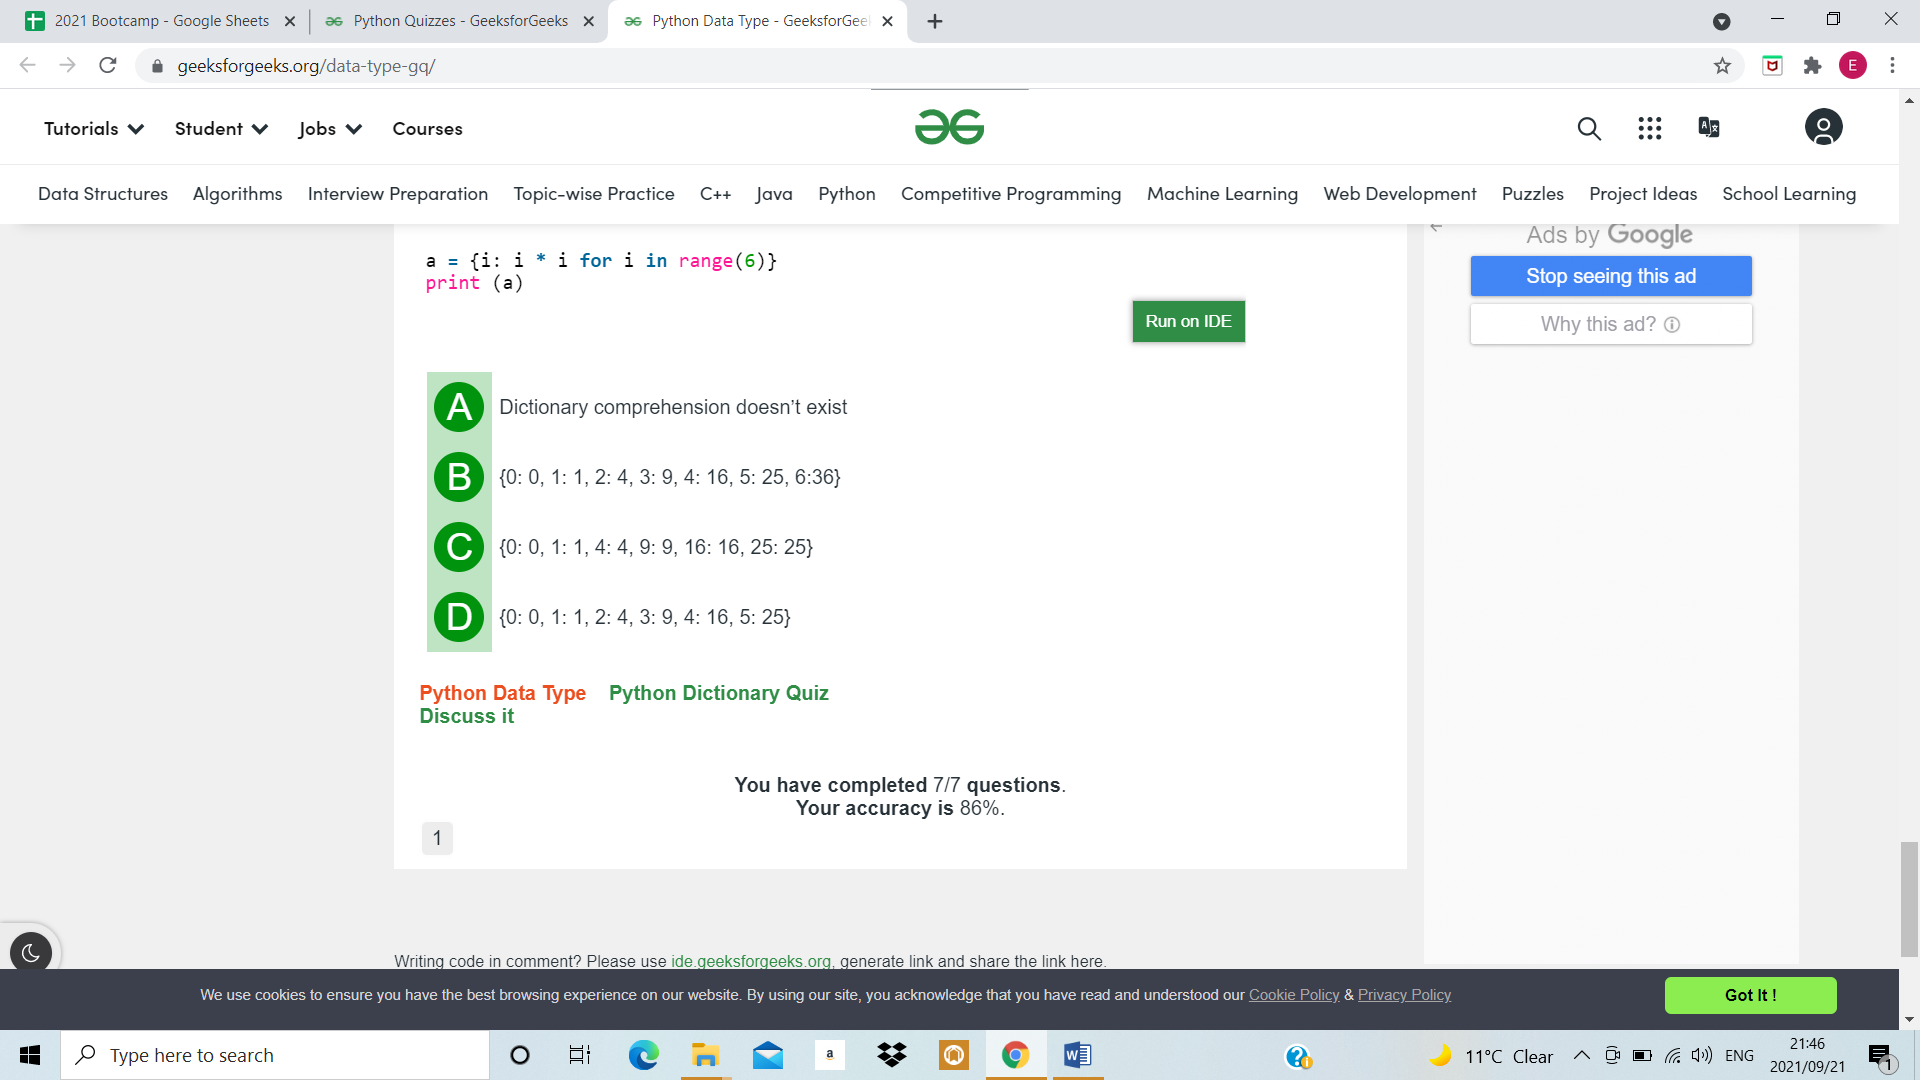 2021 Bootcamp - Google Sheets
Python Quizzes - GeeksforGeeks
Python Data Type - GeeksforGee
geeksforgeeks.org/data-type-gq/
E
Tutorials
Student
Jobs
Courses
Data Structures
Algorithms
Interview Preparation
Topic-wise Practice
C++
Java
Python
Competitive Programming
Machine Learning
Web Development
Puzzles
Project Ideas
School Learning
a = {i: i * i for i in range(6)}
print (a)
Run on IDE
A Dictionary comprehension doesn’t exist
B {0: 0, 1: 1, 2: 4, 3: 9, 4: 16, 5: 25, 6:36}
C {0: 0, 1: 1, 4: 4, 9: 9, 16: 16, 25: 25}
D {0: 0, 1: 1, 2: 4, 3: 9, 4: 16, 5: 25}
Python Data Type Python Dictionary Quiz
Discuss it
You have completed 7/7 questions.
Your accuracy is 86%.
1
Ads by Google
Stop seeing this ad
Why this ad?
Writing code in comment? Please use ide.geeksforgeeks.org, generate link and share the link here.
We use cookies to ensure you have the best browsing experience on our website. By using our site, you acknowledge that you have read and understood our Cookie Policy & Privacy Policy
Got It !
Type here to search
a
W
11°C Clear
ENG
21:46
2021/09/21
1